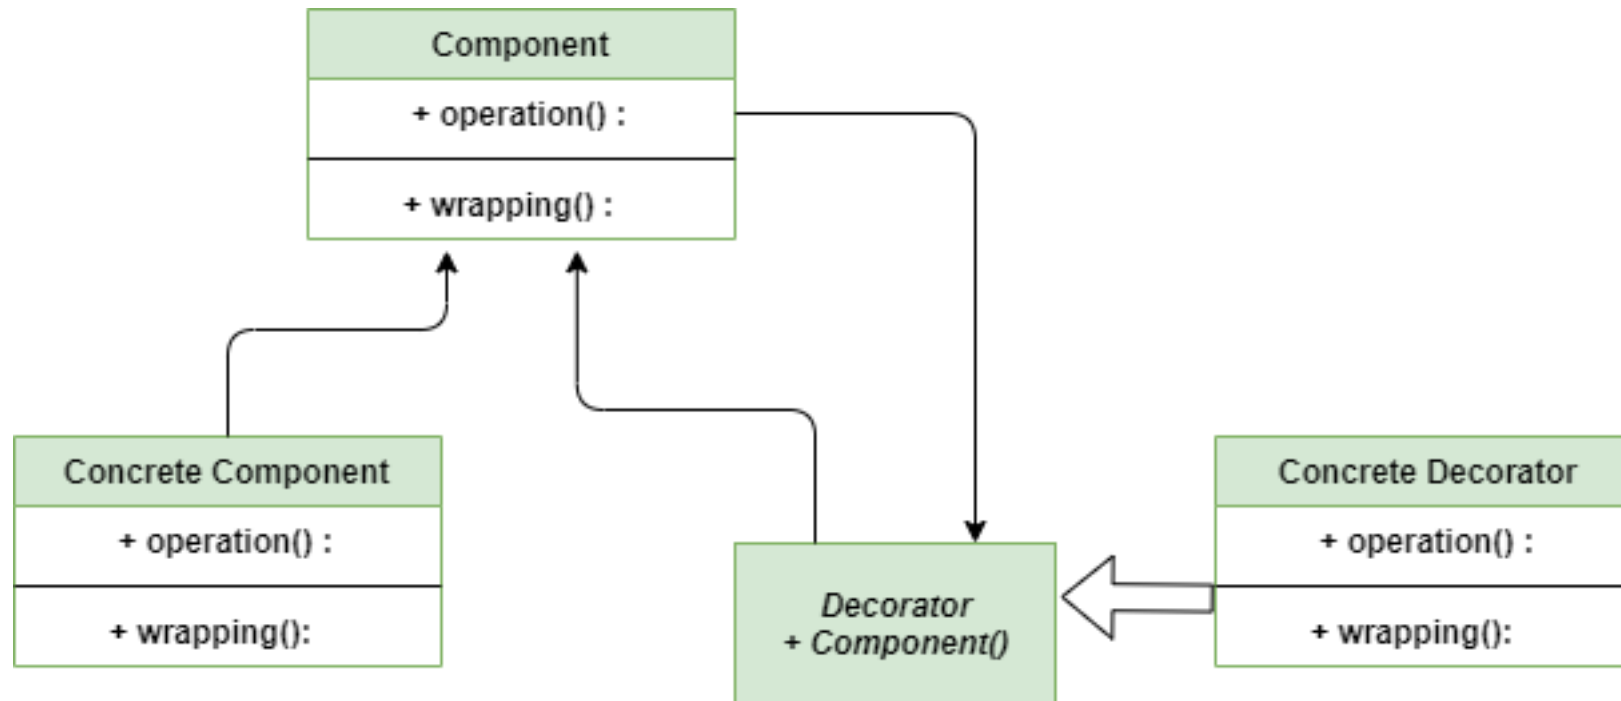 Component
+ operation() :
+ wrapping() :
Concrete Component
+ operation() :
+ wrapping():
Decorator
+ Component()
Concrete Decorator
+ operation() :
+ wrapping():